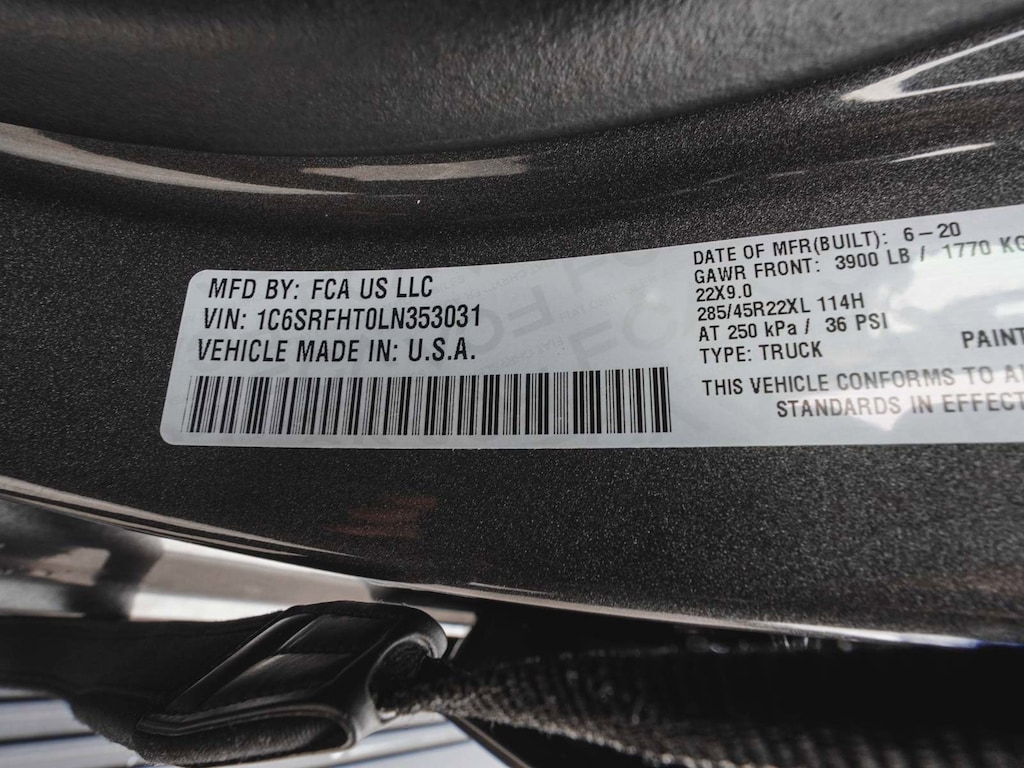 MFD BY: FCA US LLC
VIN: 1C6SRFHT0LN353031
VEHICLE MADE IN: U.S.A.
DATE OF MFR(BUILT): 6-20
GAWR FRONT: 3900 LB / 1770 KG
22X9.0
285/45R22XL 114H
AT 250 kPa / 36 PSI
TYPE: TRUCK
PAINT
THIS VEHICLE CONFORMS TO
STANDARDS IN EFFECT